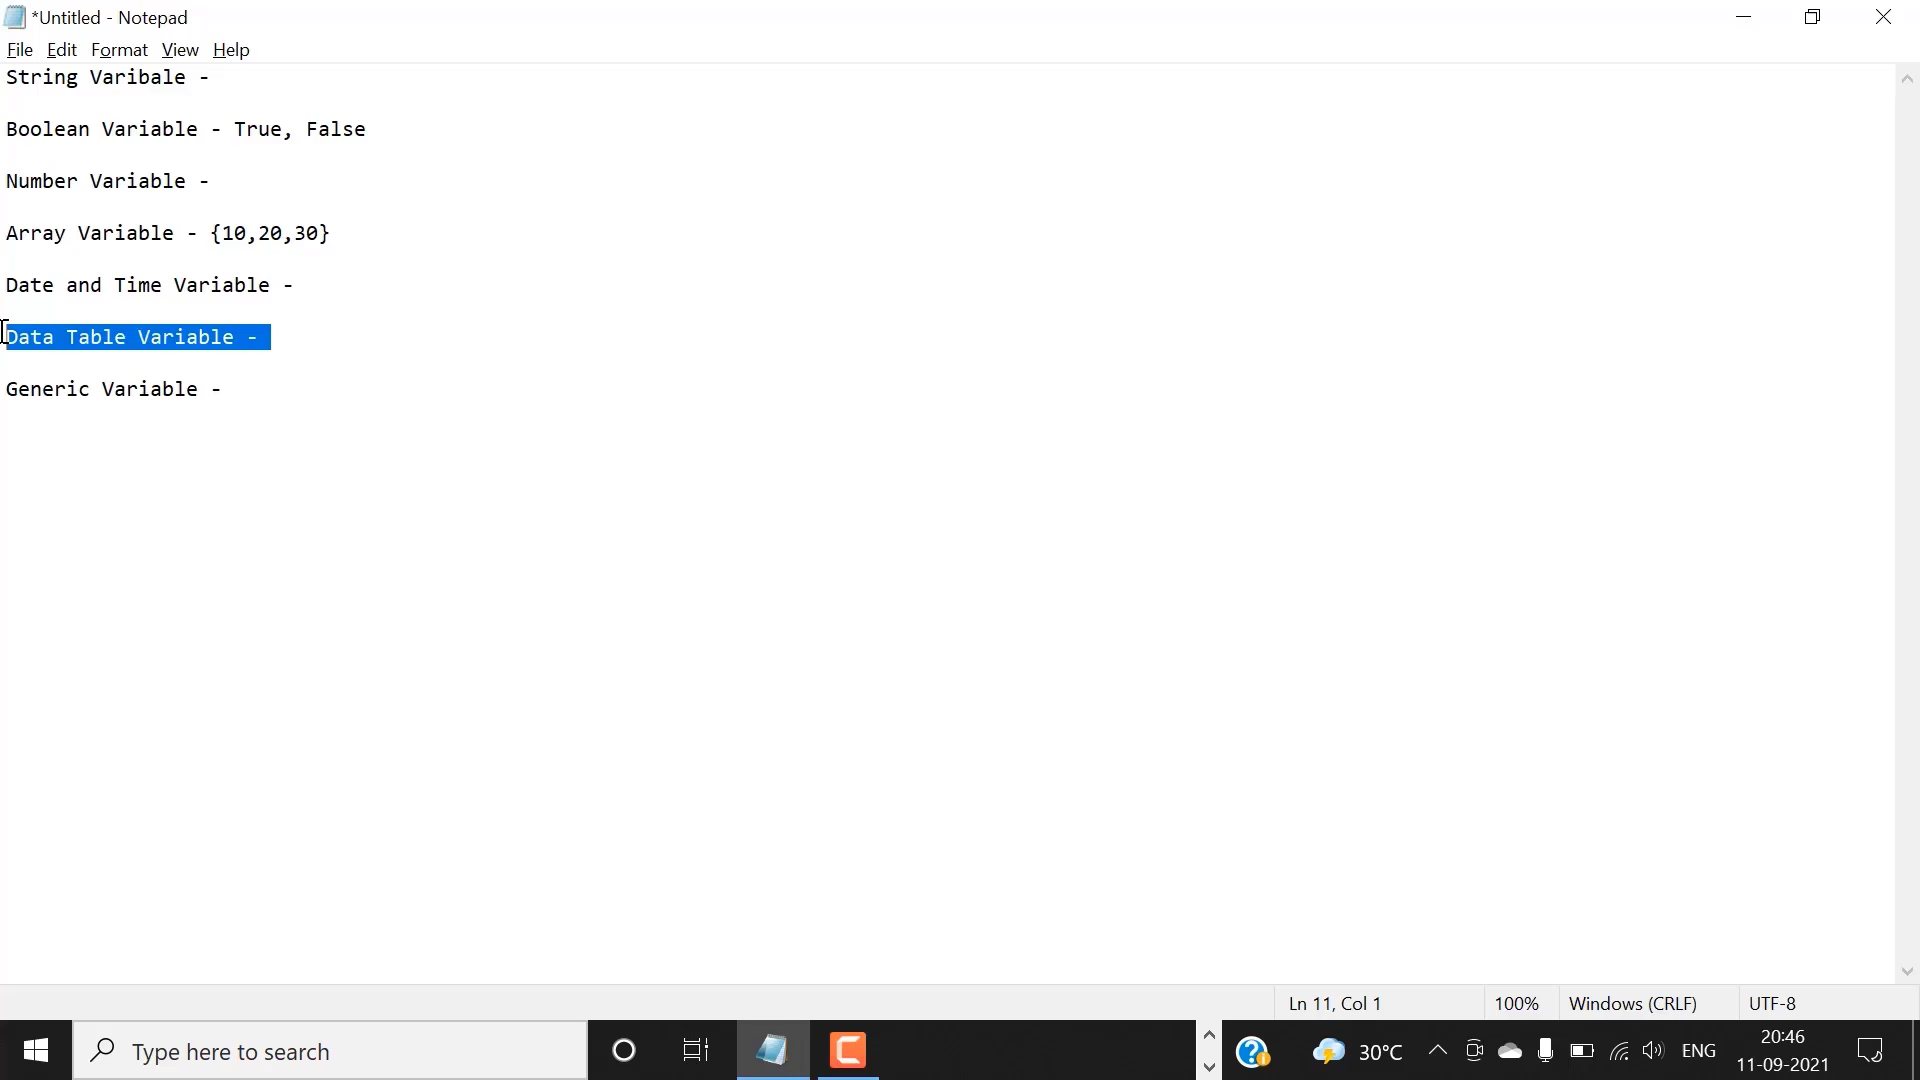 *Untitled - Notepad
File Edit Format View Help
String Varibale -
Boolean Variable - True, False
Number Variable -
Array Variable - {10,20,30}
Date and Time Variable -
Data Table Variable -
Generic Variable -
Ln 11, Col 1 100% Windows (CRLF) UTF-8
Type here to search 30°C ENG 20:46
11-09-2021